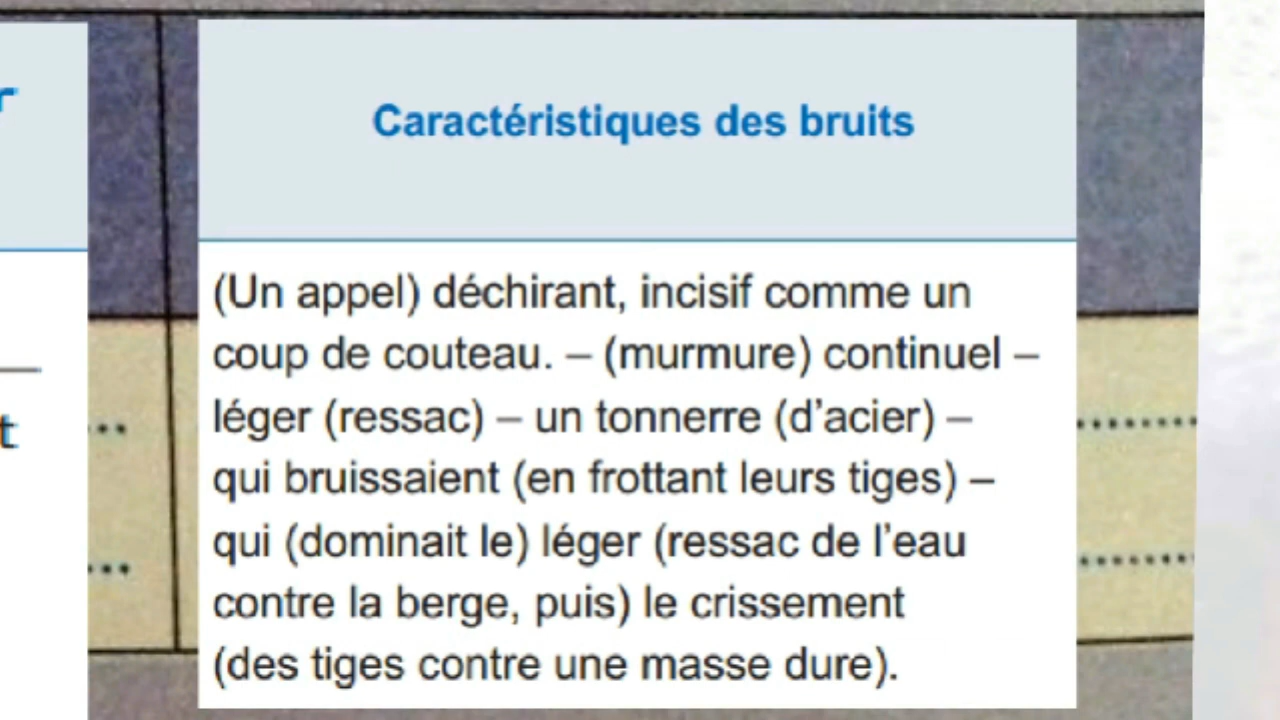 Caractéristiques des bruits
(Un appel) déchirant, incisif comme un
coup de couteau. – (murmure) continuel –
léger (ressac) – un tonnerre (d'acier) –
qui bruissaient (en frottant leurs tiges) –
qui (dominait le) léger (ressac de l'eau
contre la berge, puis) le crissement
(des tiges contre une masse dure).